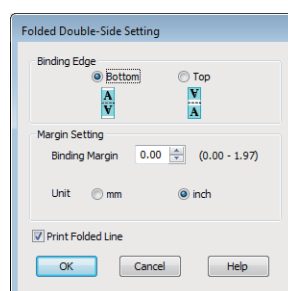 Folded Double-Side Setting
Binding Edge
Bottom Top
A A
A A
Margin Setting
Binding Margin 0.00 (0.00 - 1.97)
Unit mm inch
Print Folded Line
OK Cancel Help